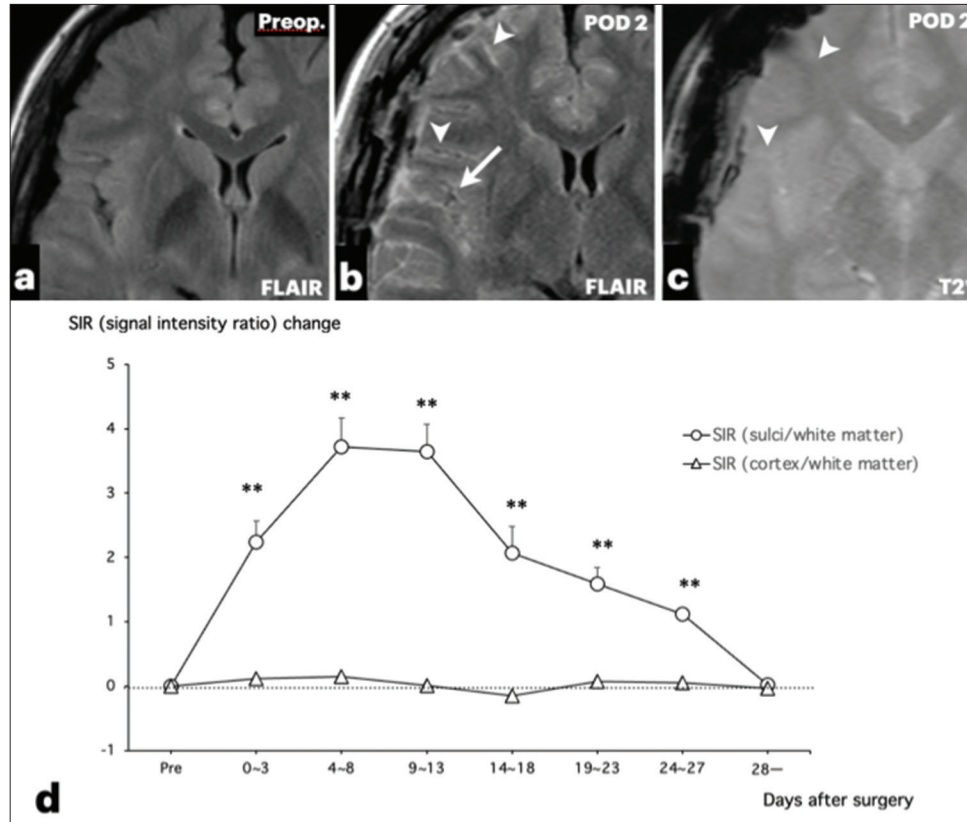 Preop.
a
FLAIR
POD 2
b
FLAIR
POD 2
c
T2*
SIR (signal intensity ratio) change
5
4
3
2
1
0
-1
**
**
**
**
**
**
SIR (sulci/white matter)
SIR (cortex/white matter)
Pre 0~3 4~8 9~13 14~18 19~23 24~27 28—
d
Days after surgery